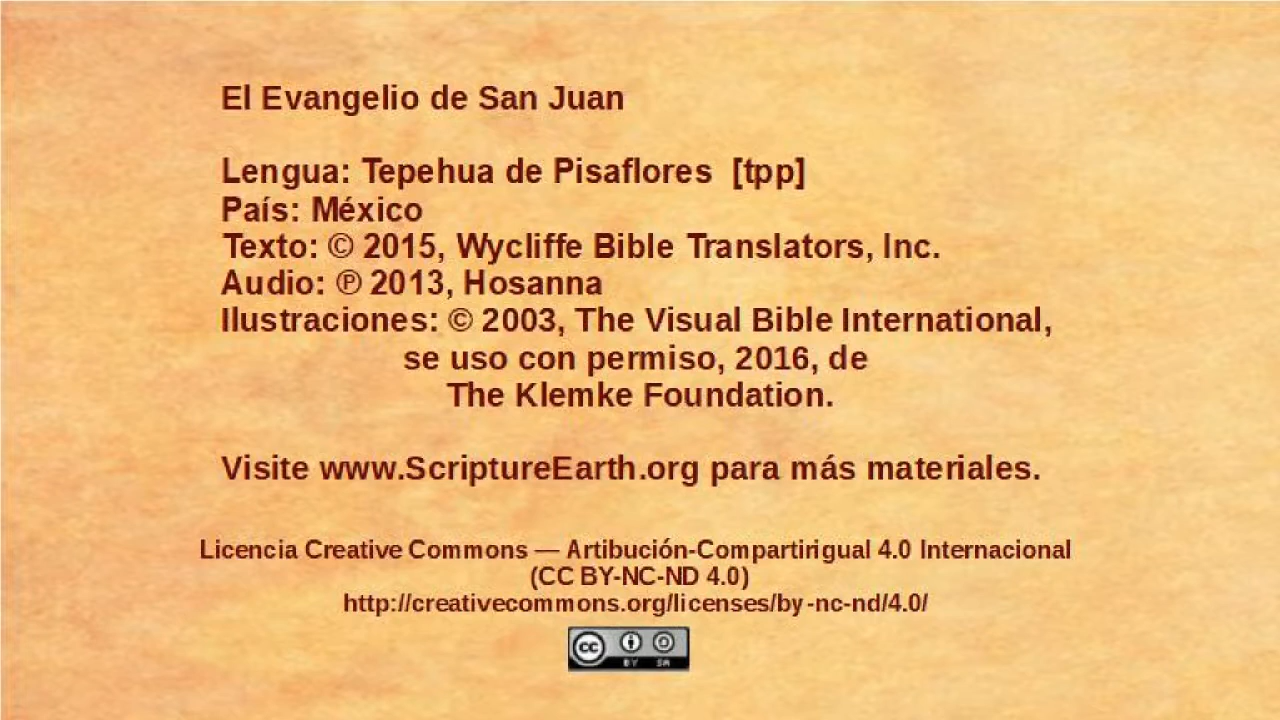 El Evangelio de San Juan
Lengua: Tepehua de Pisaflores [tpp]
País: México
Texto: © 2015, Wycliffe Bible Translators, Inc.
Audio: ℗ 2013, Hosanna
Ilustraciones: © 2003, The Visual Bible International,
se uso con permiso, 2016, de
The Klemke Foundation.
Visite www.ScriptureEarth.org para más materiales.
Licencia Creative Commons — Artibución-Compartirigual 4.0 Internacional
(CC BY-NC-ND 4.0)
http://creativecommons.org/licenses/by-nc-nd/4.0/
cc
BY SA